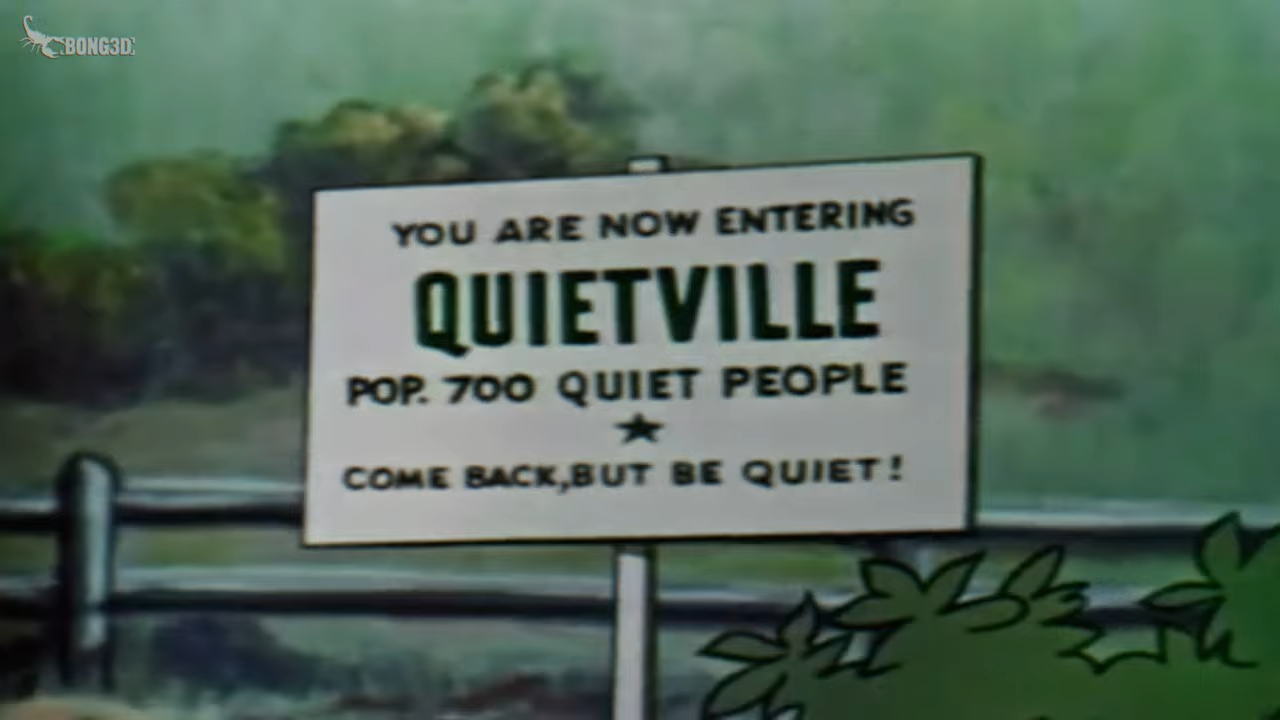 BONG3D
YOU ARE NOW ENTERING
QUIETVILLE
POP. 700 QUIET PEOPLE
★
COME BACK, BUT BE QUIET!